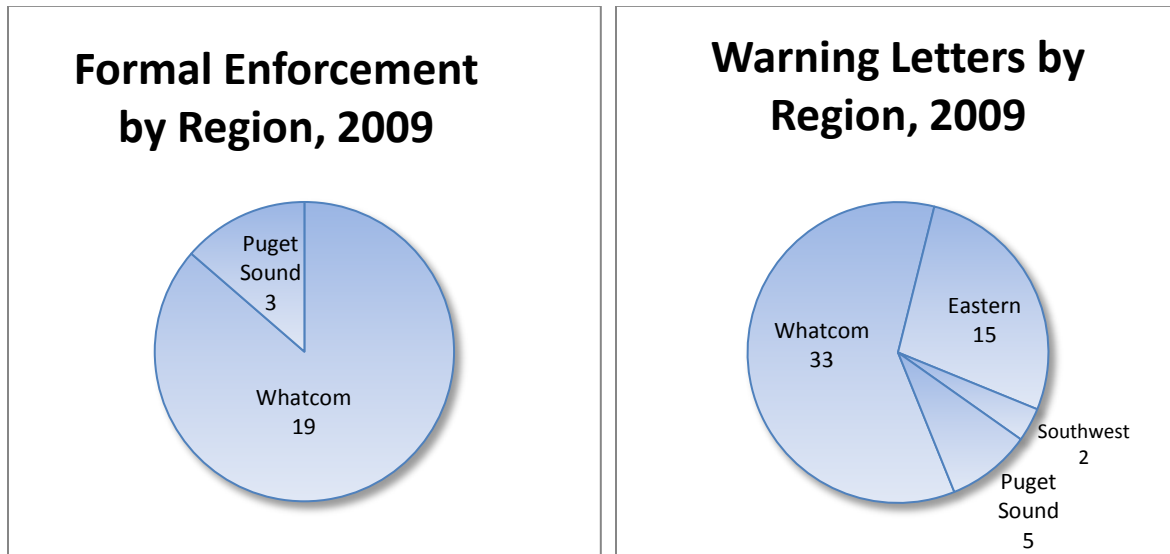 Formal Enforcement
by Region, 2009
Puget
Sound
3
Whatcom
19
Warning Letters by
Region, 2009
Whatcom
33
Eastern
15
Southwest
2
Puget
Sound
5